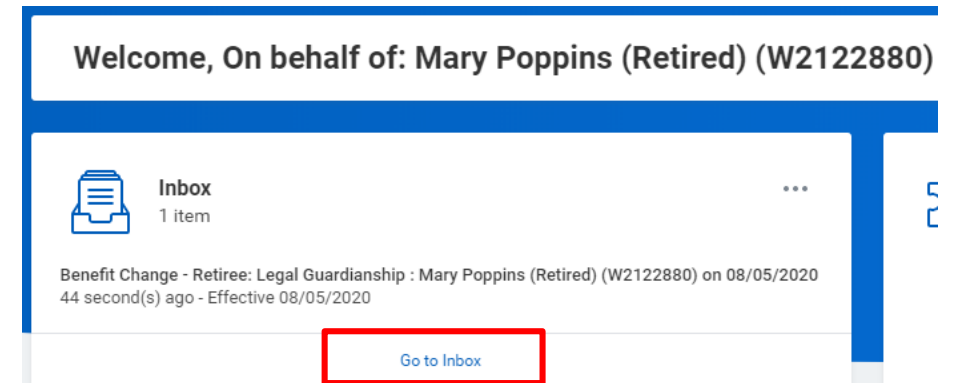 Welcome, On behalf of: Mary Poppins (Retired) (W2122880)
Inbox
1 item
Benefit Change - Retiree: Legal Guardianship : Mary Poppins (Retired) (W2122880) on 08/05/2020
44 second(s) ago - Effective 08/05/2020
Go to Inbox